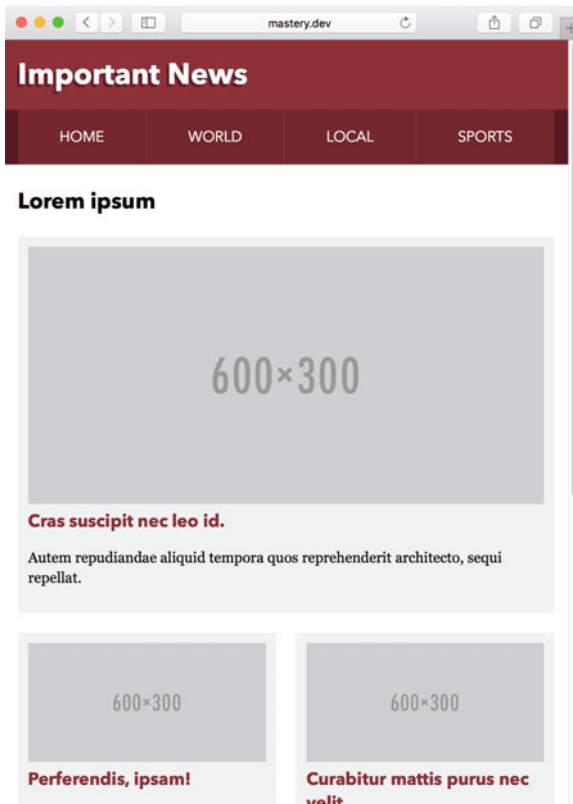 mastery.dev
Important News
HOME WORLD LOCAL SPORTS
Lorem ipsum
600×300
Cras suscipit nec leo id.
Autem repudiandae aliquid tempora quos reprehenderit architecto, sequi
repellat.
600×300
Perferendis, ipsam!
600×300
Curabitur mattis purus nec
velit